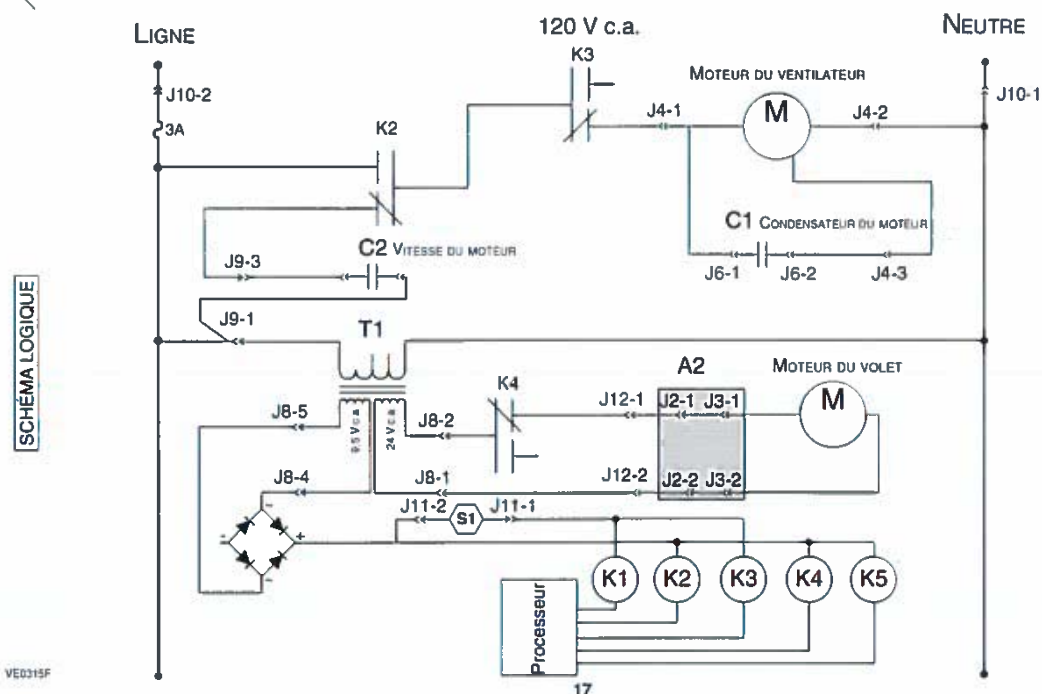 LIGNE
120 V c.a.
NEUTRE
K3
MOTEUR DU VENTILATEUR
J10-2
J10-1
M
3A
K2
J4-1
J4-2
C1 CONDENSATEUR DU MOTEUR
C2 VITESSE DU MOTEUR
J9-3
J6-1
J6-2
J4-3
SCHÉMA LOGIQUE
J9-1
T1
A2
MOTEUR DU VOLET
K4
M
J8-5
9.5 V c.a.
24 V c.a.
J8-2
J12-1
J2-1
J3-1
J8-4
J8-1
J12-2
J2-2
J3-2
J11-2
S1
J11-1
-
-
+
-
K1
K2
K3
K4
K5
Processeur
VE0315F
17